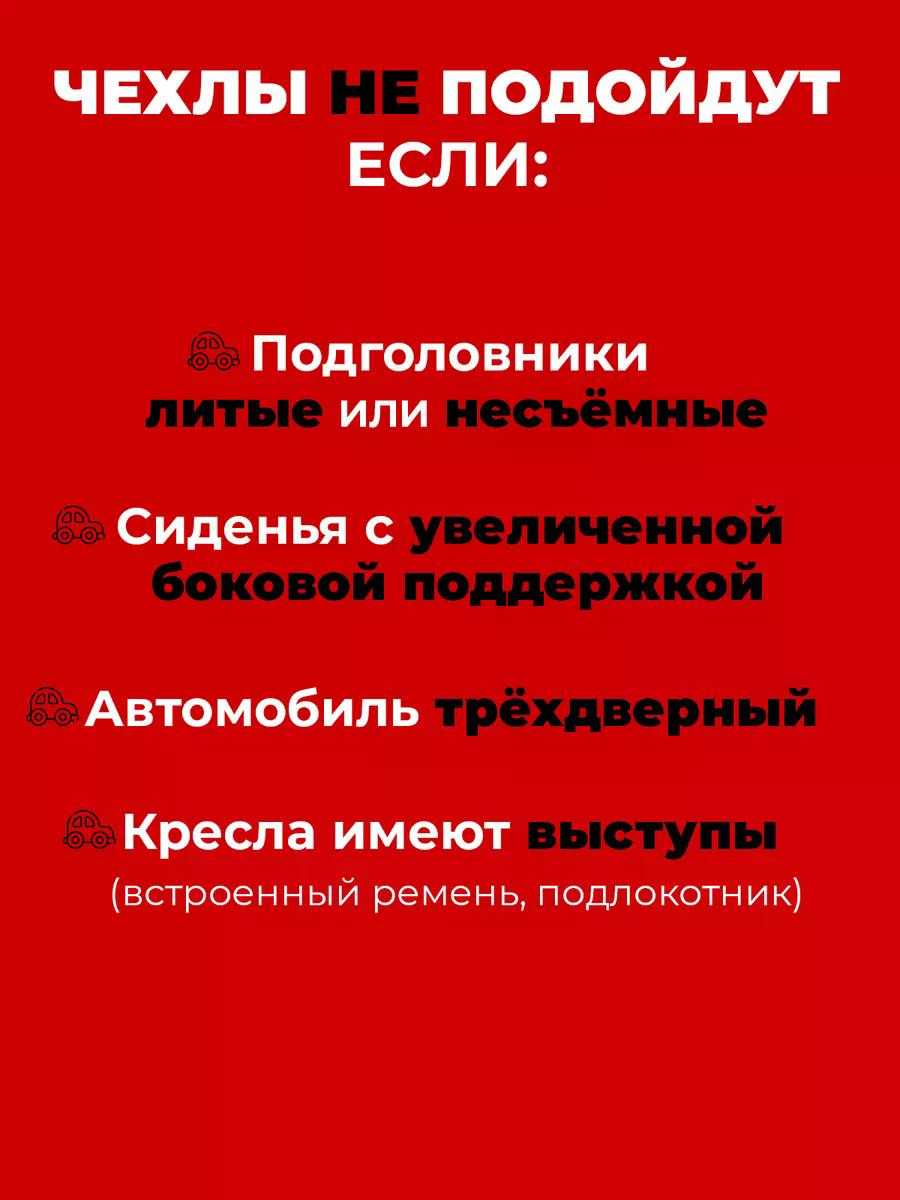 ЧЕХЛЫ НЕ ПОДОЙДУТ
ЕСЛИ:
Подголовники
литые или несъёмные
Сиденья с увеличенной
боковой поддержкой
Автомобиль трёхдверный
Кресла имеют выступы
(встроенный ремень, подлокотник)